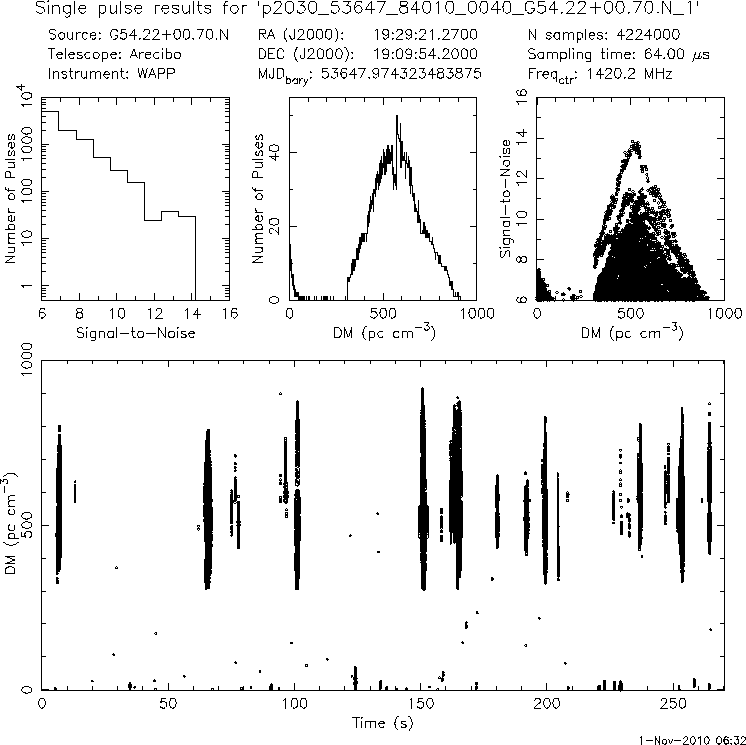 Single pulse results for 'p2030_53647_84010_0040_G54.22+00.70.N_1'
Source: G54.22+00.70.N RA (J2000): 19:29:21.2700 N samples: 4224000
Telescope: Arecibo DEC (J2000): 19:09:54.2000 Sampling time: 64.00 μs
Instrument: WAPP MJDbary: 53647.974323483875 Freqctr: 1420.2 MHz
Number of Pulses
1 10 100 1000 10^4
6 8 10 12 14 16
Signal-to-Noise
Number of Pulses
0 20 40
0 500 1000
DM (pc cm^-3)
Signal-to-Noise
6 8 10 12 14 16
0 500 1000
DM (pc cm^-3)
DM (pc cm^-3)
0 500 1000
0 50 100 150 200 250
Time (s)
1-Nov-2010 06:32